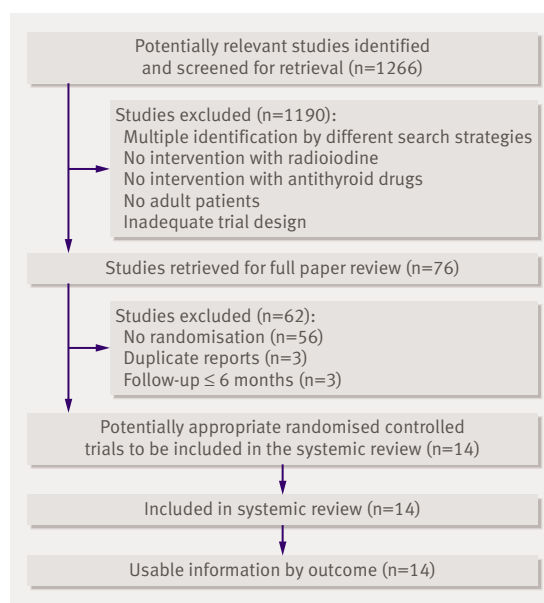 Potentially relevant studies identified
and screened for retrieval (n=1266)
Studies excluded (n=1190):
Multiple identification by different search strategies
No intervention with radioiodine
No intervention with antithyroid drugs
No adult patients
Inadequate trial design
Studies retrieved for full paper review (n=76)
Studies excluded (n=62):
No randomisation (n=56)
Duplicate reports (n=3)
Follow-up ≤ 6 months (n=3)
Potentially appropriate randomised controlled
trials to be included in the systemic review (n=14)
Included in systemic review (n=14)
Usable information by outcome (n=14)